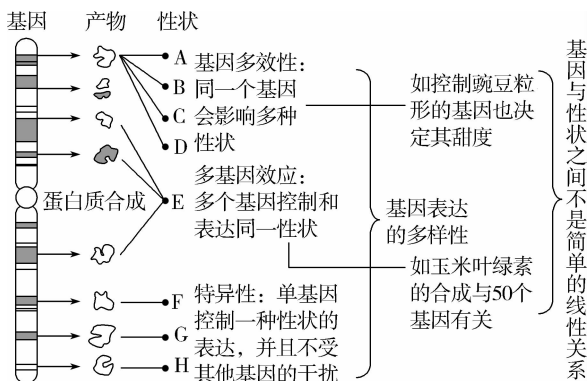 基因 产物 性状
A 基因多效性：
B 同一个基因
C 会影响多种
D 性状
如控制豌豆粒
形的基因也决
定其甜度
多基因效应：
E 多个基因控制和
表达同一性状
蛋白质合成
基因表达
的多样性
如玉米叶绿素
的合成与50个
基因有关
F 特异性：单基因
控制一种性状的
G 表达，并且不受
H 其他基因的干扰
基因与性状之间不是简单的线性关系